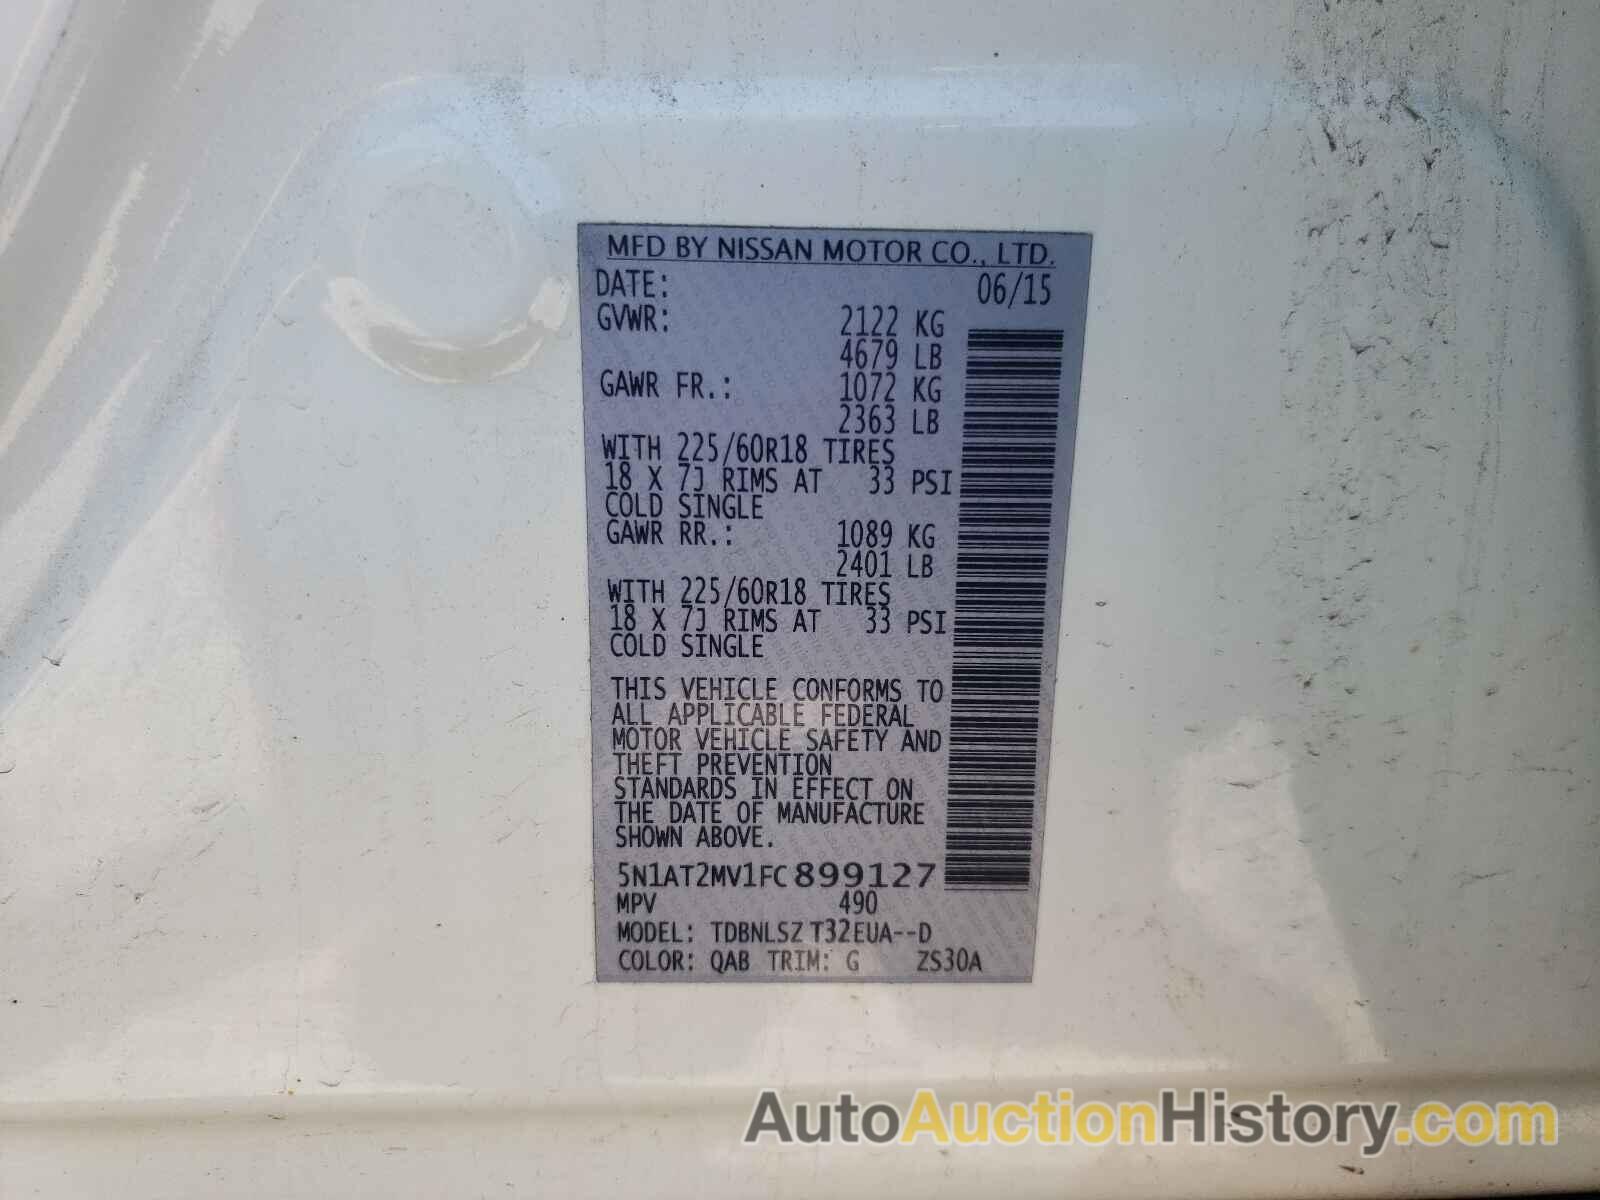 MFD BY NISSAN MOTOR CO., LTD.
DATE: 06/15
GVWR: 2122 KG
4679 LB
GAWR FR.: 1072 KG
2363 LB
WITH 225/60R18 TIRES
18 X 7J RIMS AT 33 PSI
COLD SINGLE
GAWR RR.: 1089 KG
2401 LB
WITH 225/60R18 TIRES
18 X 7J RIMS AT 33 PSI
COLD SINGLE
THIS VEHICLE CONFORMS TO
ALL APPLICABLE FEDERAL
MOTOR VEHICLE SAFETY AND
THEFT PREVENTION
STANDARDS IN EFFECT ON
THE DATE OF MANUFACTURE
SHOWN ABOVE.
5N1AT2MV1FC899127
MPV 490
MODEL: TDBNLSZ T32EUA--D
COLOR: QAB TRIM: G ZS30A
AutoAuctionHistory.com